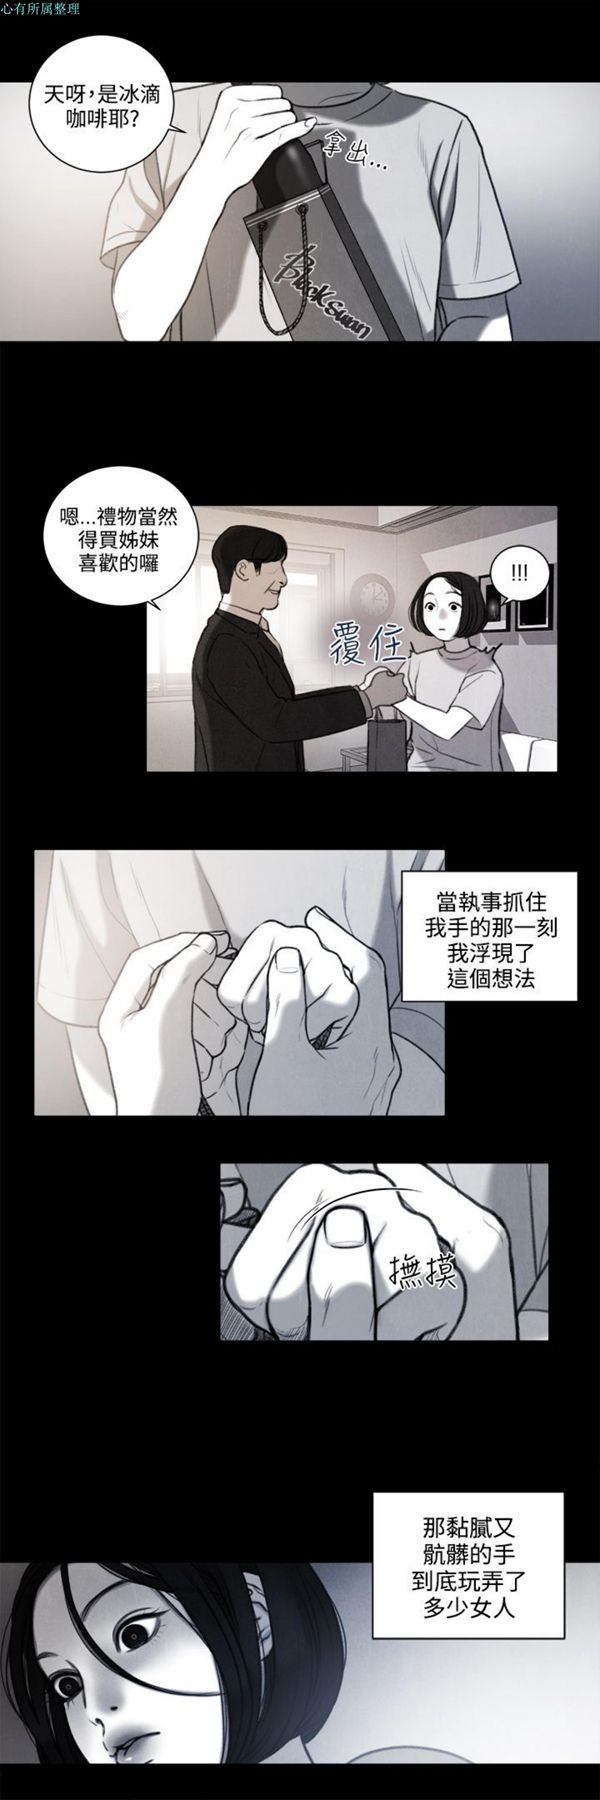 心有所属整理
天呀，是冰滴
咖啡耶？
拿出…
Black Swan
嗯…禮物當然
得買姊妹
喜歡的囉
!!!
覆住
當執事抓住
我手的那一刻
我浮現了
這個想法
撫摸
那黏膩又
骯髒的手
到底玩弄了
多少女人